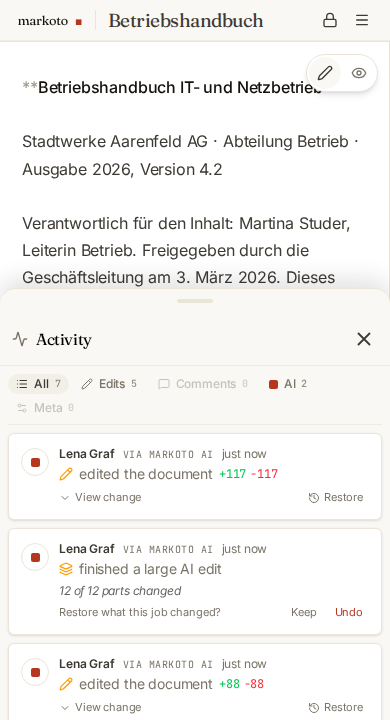 markoto
Betriebshandbuch
**Betriebshandbuch IT- und Netzbetrieb
Stadtwerke Aarenfeld AG · Abteilung Betrieb ·
Ausgabe 2026, Version 4.2
Verantwortlich für den Inhalt: Martina Studer,
Leiterin Betrieb. Freigegeben durch die
Geschäftsleitung am 3. März 2026. Dieses
Activity
All 7 Edits 5 Comments 0 AI 2
Meta 0
Lena Graf VIA MARKOTO AI just now
edited the document +117 -117
View change Restore
Lena Graf VIA MARKOTO AI just now
finished a large AI edit
12 of 12 parts changed
Restore what this job changed? Keep Undo
Lena Graf VIA MARKOTO AI just now
edited the document +88 -88
View change Restore